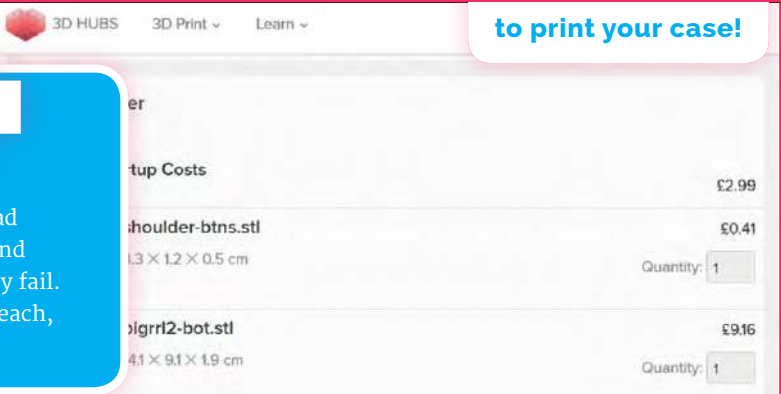 3D HUBS 3D Print Learn
to print your case!
er
tup Costs
£2.99
shoulder-btns.stl
£0.41
.3 × 1.2 × 0.5 cm
Quantity: 1
nd
y fail.
each,
pigrrl2-bot.stl
£9.16
4.1 × 9.1 × 1.9 cm
Quantity: 1